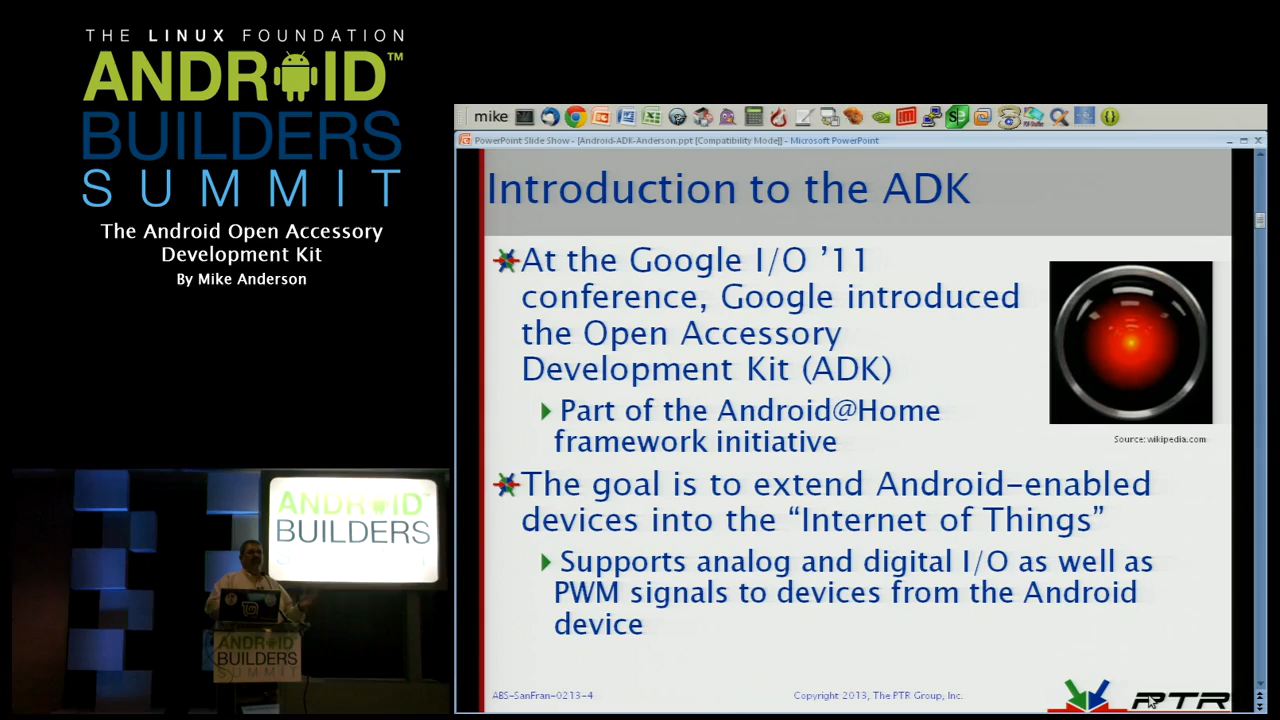 THE LINUX FOUNDATION
ANDROID™
BUILDERS
SUMMIT
The Android Open Accessory
Development Kit
By Mike Anderson
mike
PowerPoint Slide Show - [Android-ADK-Anderson.ppt [Compatibility Mode]] - Microsoft PowerPoint
Introduction to the ADK
At the Google I/O ’11
conference, Google introduced
the Open Accessory
Development Kit (ADK)
Part of the Android@Home
framework initiative
Source: wikipedia.com
The goal is to extend Android-enabled
devices into the “Internet of Things”
Supports analog and digital I/O as well as
PWM signals to devices from the Android
device
ABS-SanFran-0213-4
Copyright 2013, The PTR Group, Inc.
PTR
ANDROID
BUILDERS
ANDROID
BUILDERS
SUMMIT